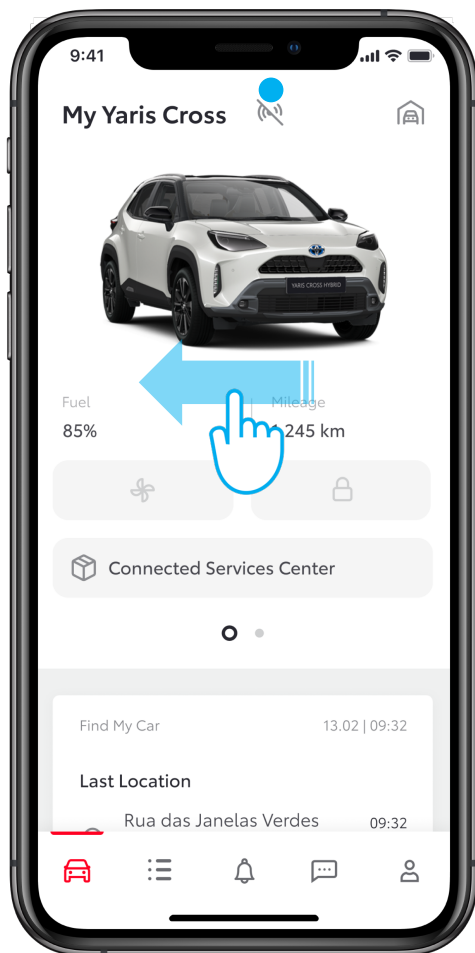 9:41
My Yaris Cross
YARIS CROSS HYBRID
Fuel
Mileage
85%
1 245 km
Connected Services Center
Find My Car
13.02 | 09:32
Last Location
Rua das Janelas Verdes
09:32